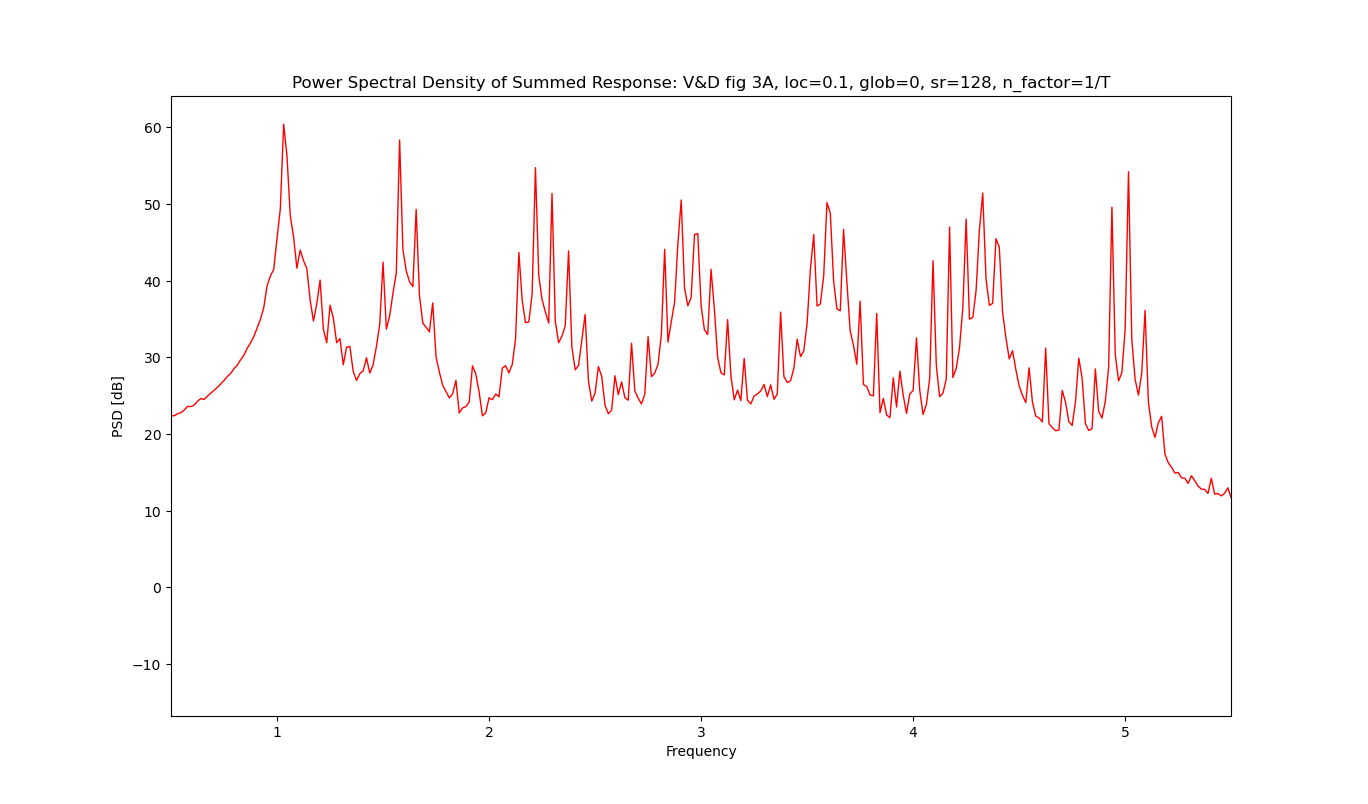 Power Spectral Density of Summed Response: V&D fig 3A, loc=0.1, glob=0, sr=128, n_factor=1/T
60
50
40
30
20
10
0
−10
PSD [dB]
1 2 3 4 5
Frequency